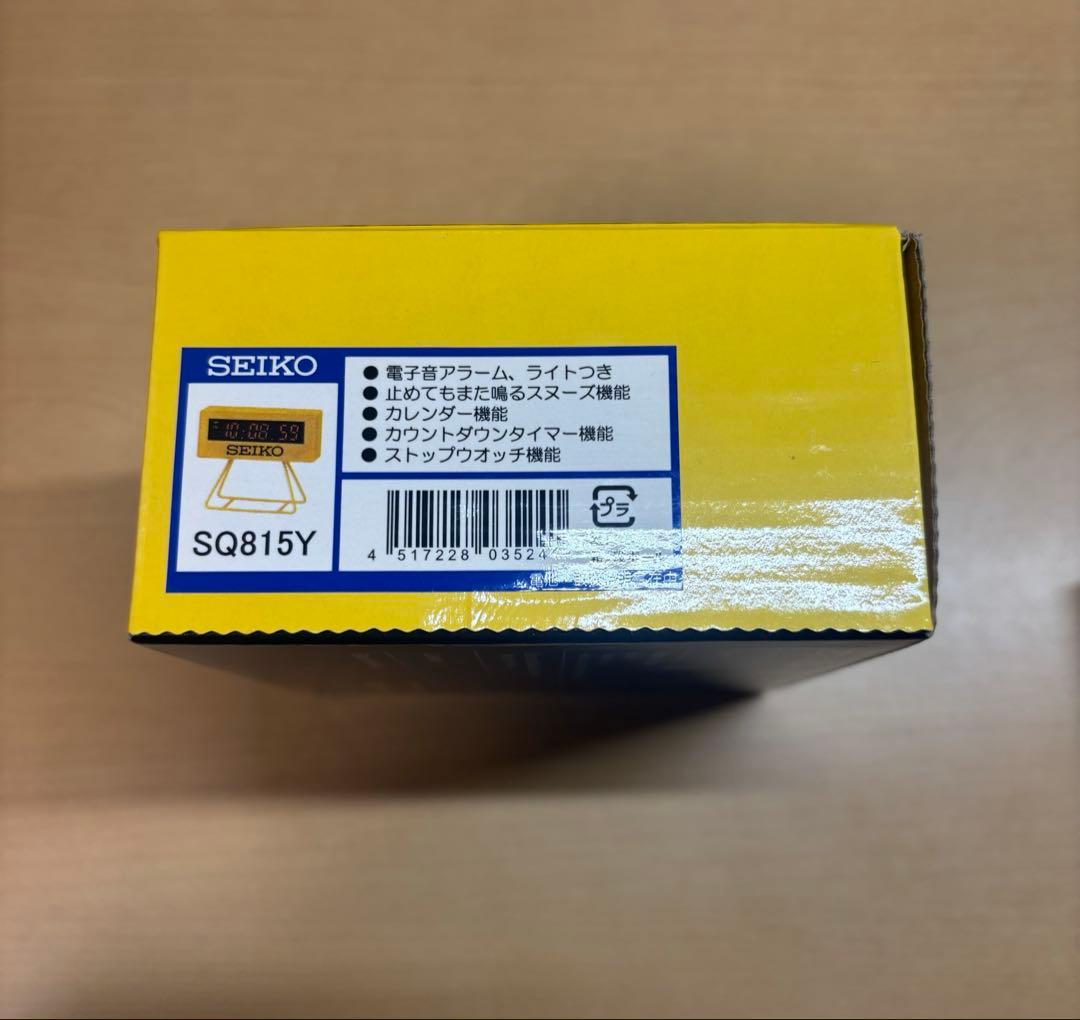 SEIKO
10:08 59
SEIKO
SQ815Y
● 電子音アラーム、ライトつき
● 止めてもまた鳴るスヌーズ機能
● カレンダー機能
● カウントダウンタイマー機能
● ストップウオッチ機能
プラ
4 517228 03524